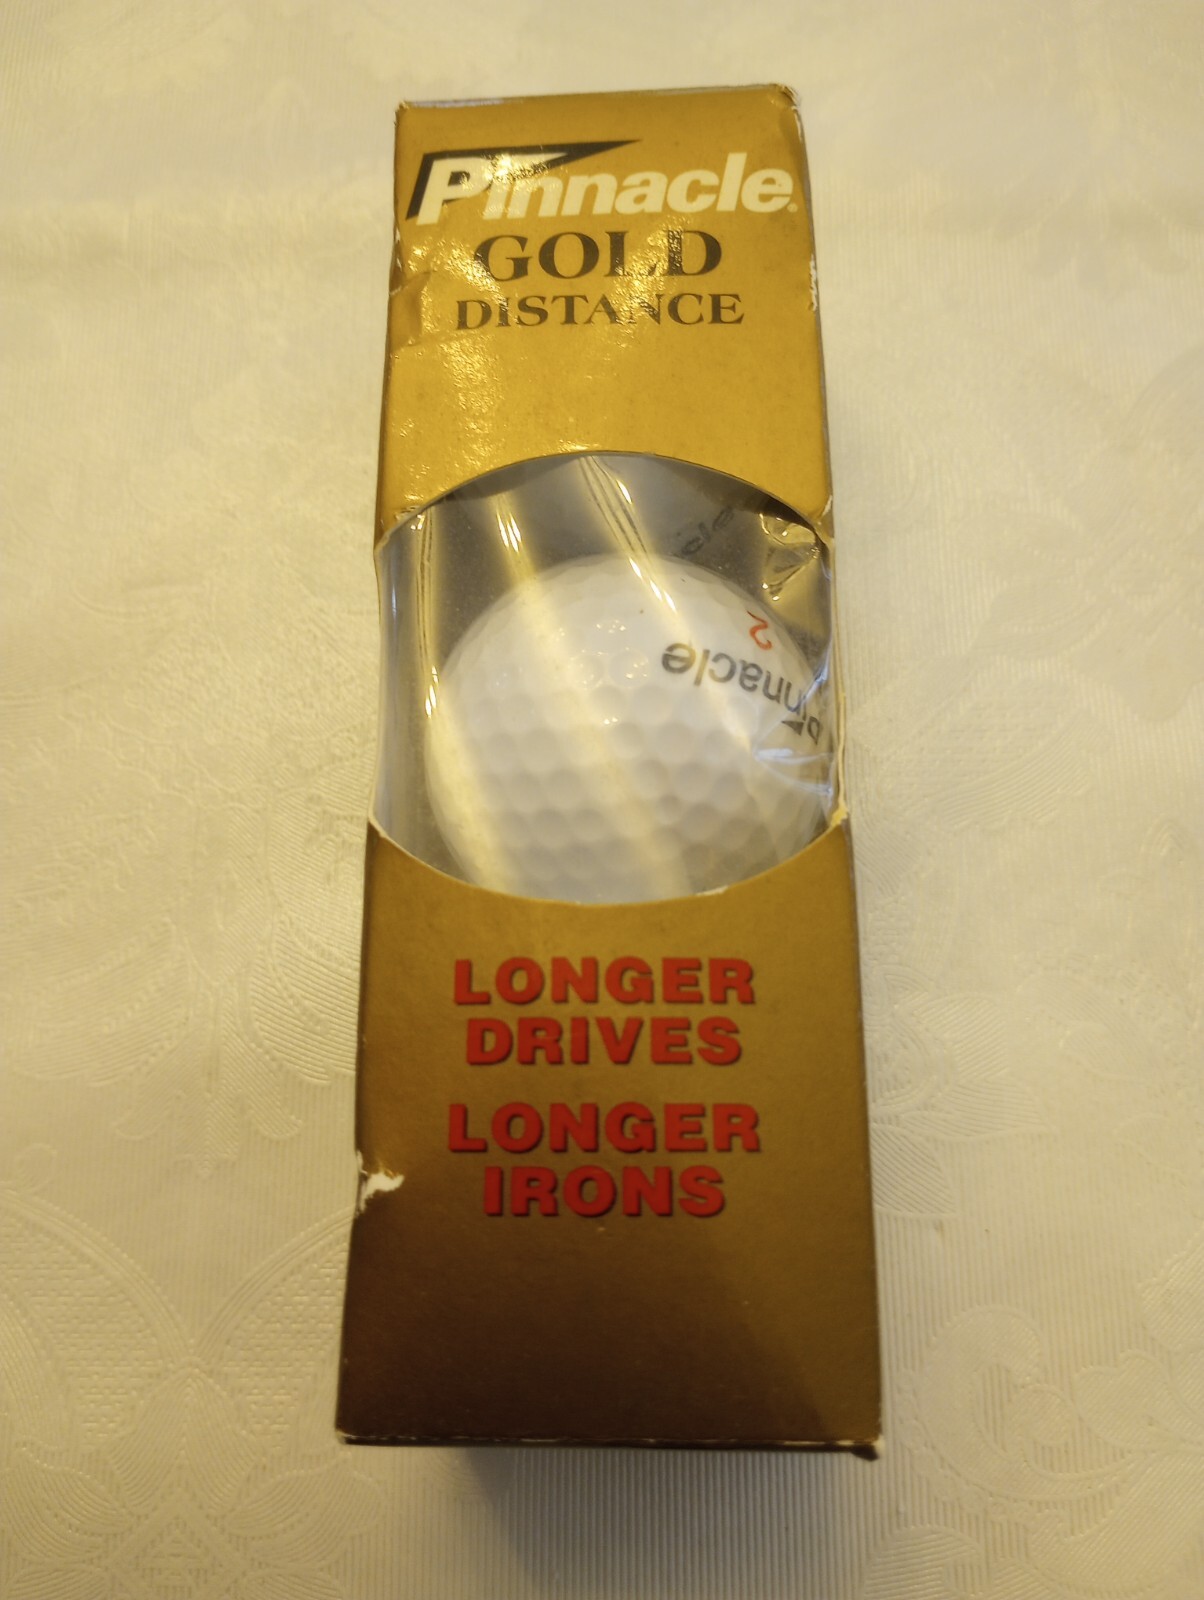 Pinnacle®
GOLD
DISTANCE
2
Pinnacle
LONGER
DRIVES
LONGER
IRONS